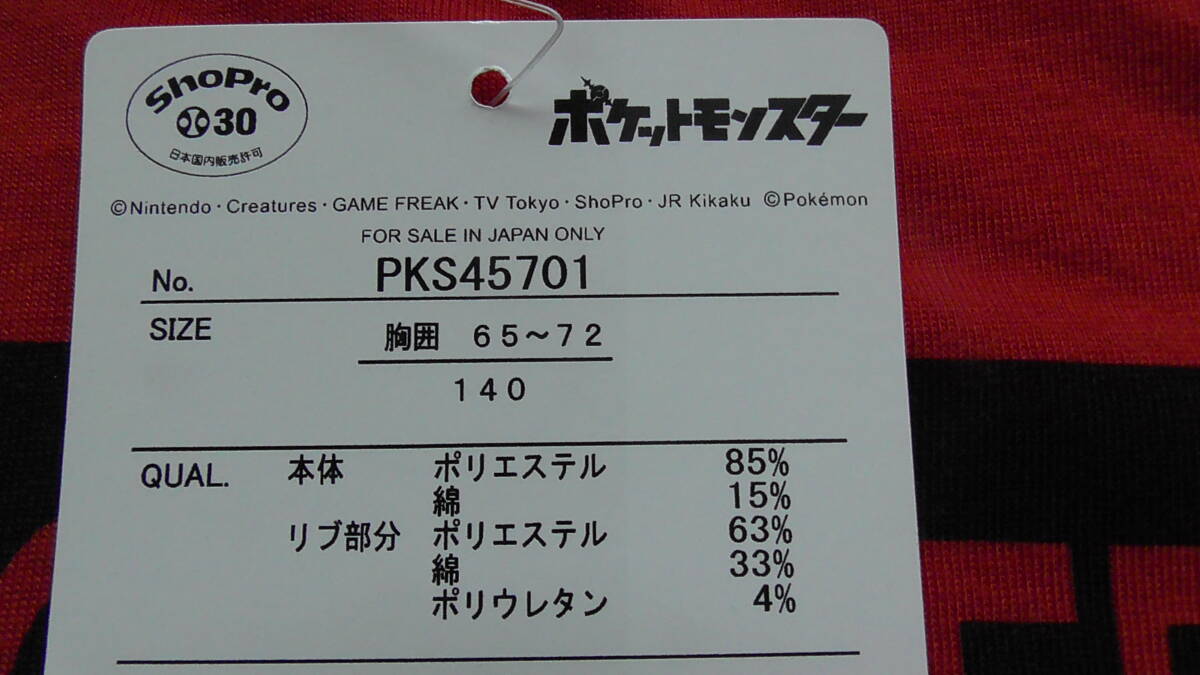 ShoPro
30
日本国内販売許可
ポケットモンスター
©Nintendo・Creatures・GAME FREAK・TV Tokyo・ShoPro・JR Kikaku ©Pokémon
FOR SALE IN JAPAN ONLY
No. PKS45701
SIZE 胸囲 65～72
140
QUAL. 本体 ポリエステル 85%
綿 15%
リブ部分 ポリエステル 63%
綿 33%
ポリウレタン 4%